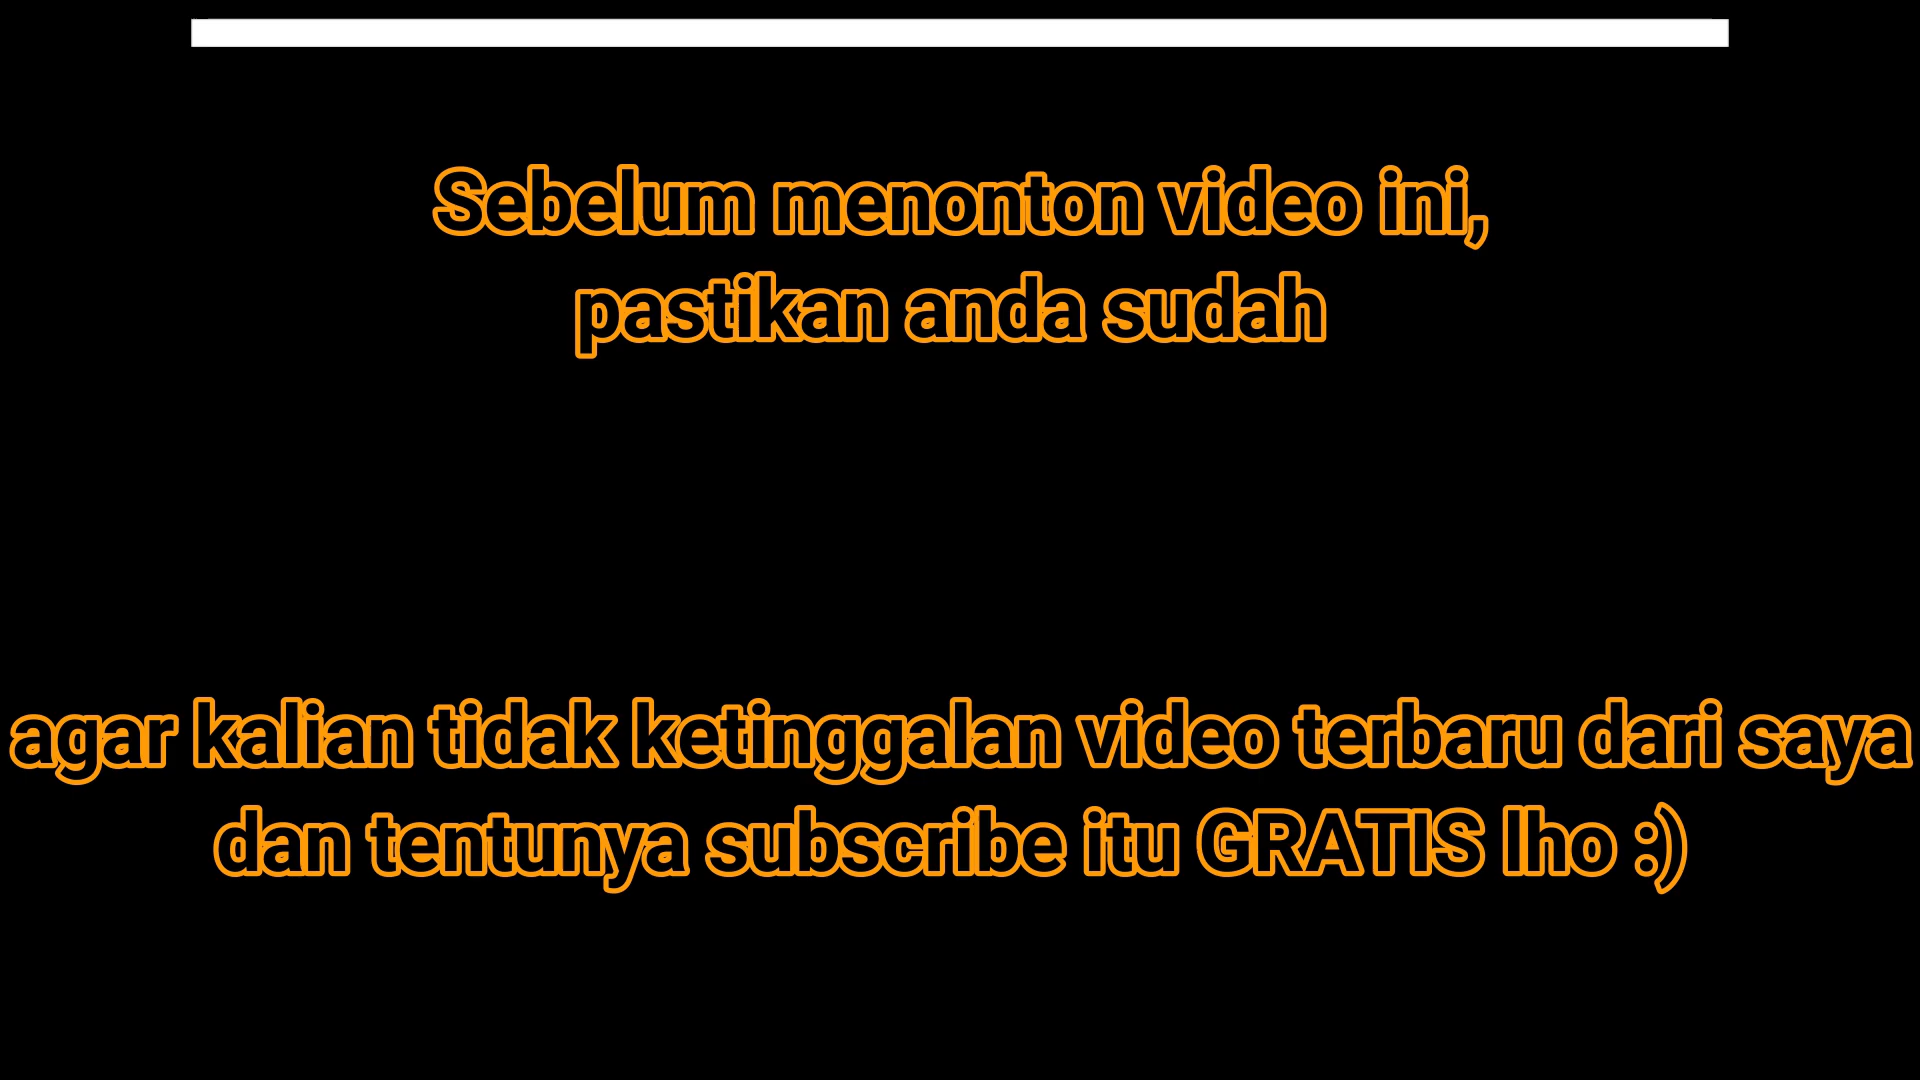 Sebelum menonton video ini,
pastikan anda sudah
agar kalian tidak ketinggalan video terbaru dari saya
dan tentunya subscribe itu GRATIS lho :)